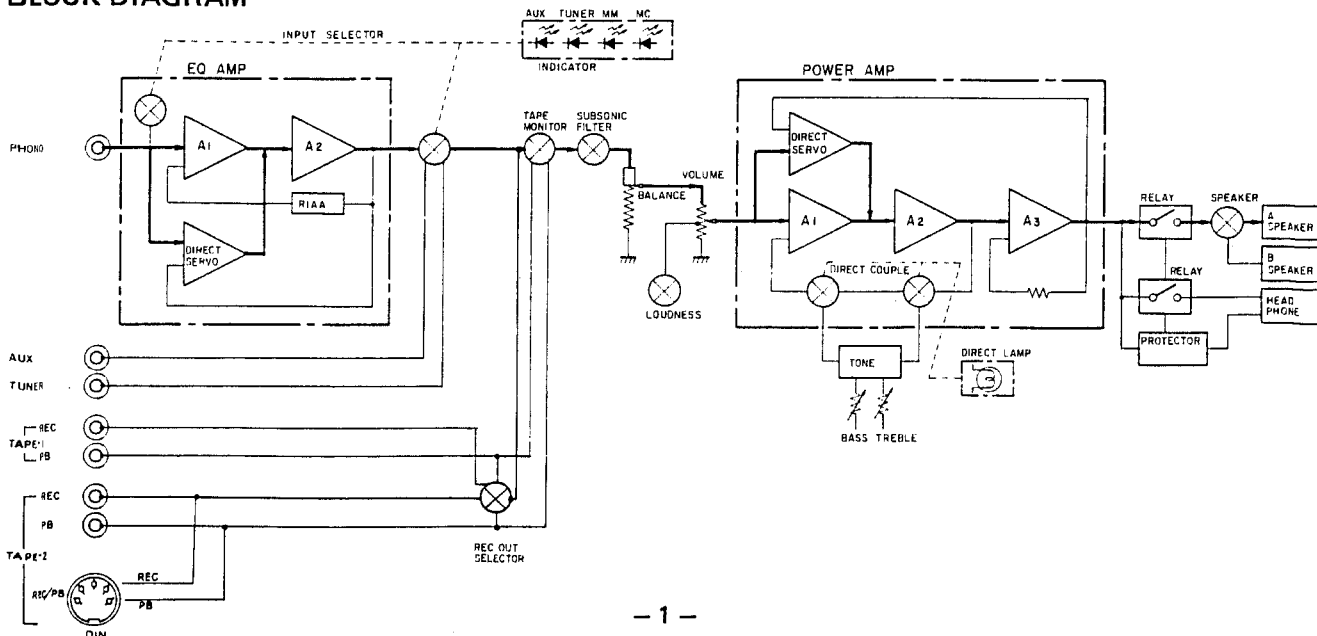 BLOCK DIAGRAM
AUX TUNER MM MC
INPUT SELECTOR
INDICATOR
EQ AMP
POWER AMP
PHONO
A1
A2
RIAA
DIRECT
SERVO
TAPE
MONITOR
SUBSONIC
FILTER
BALANCE
VOLUME
LOUDNESS
DIRECT
SERVO
A1
A2
A3
DIRECT COUPLE
TONE
BASS TREBLE
DIRECT LAMP
RELAY
SPEAKER
A
SPEAKER
B
SPEAKER
RELAY
HEAD
PHONE
PROTECTOR
AUX
TUNER
TAPE-1
REC
PB
TAPE-2
REC
PB
REC/PB
REC
PB
DIN
REC OUT
SELECTOR
– 1 –